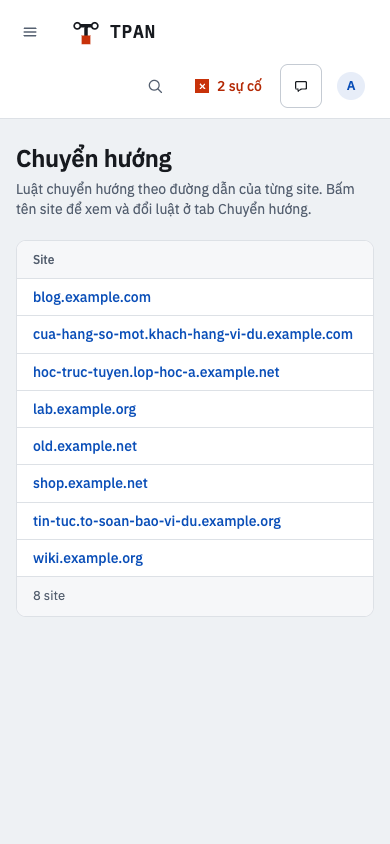 TPAN
2 sự cố
A
Chuyển hướng
Luật chuyển hướng theo đường dẫn của từng site. Bấm
tên site để xem và đổi luật ở tab Chuyển hướng.
Site
blog.example.com
cua-hang-so-mot.khach-hang-vi-du.example.com
hoc-truc-tuyen.lop-hoc-a.example.net
lab.example.org
old.example.net
shop.example.net
tin-tuc.to-soan-bao-vi-du.example.org
wiki.example.org
8 site